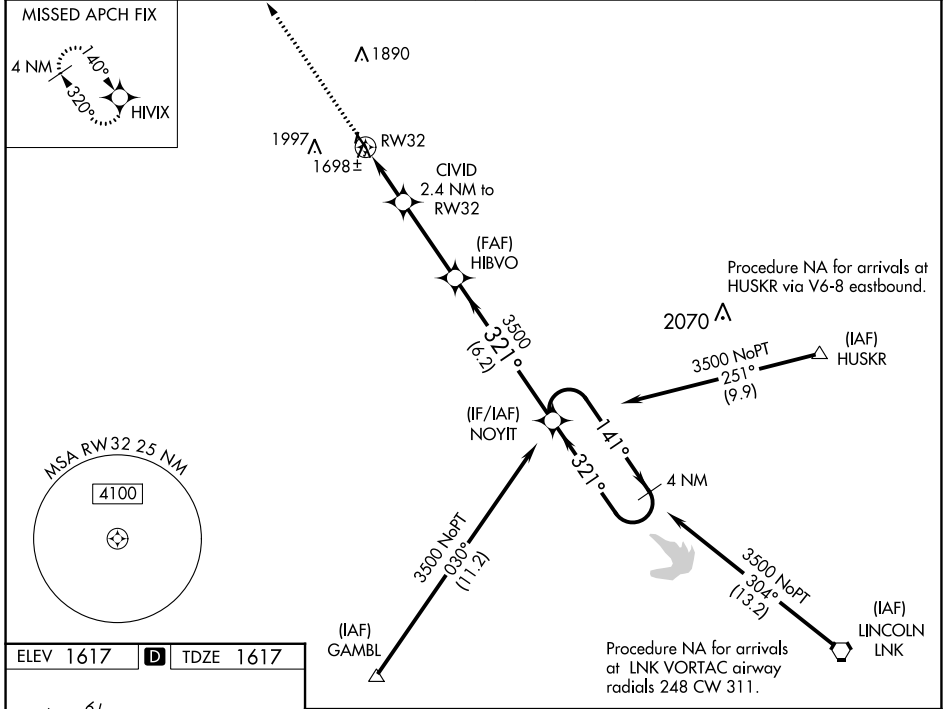 MISSED APCH FIX
4 NM
140°
320°
HIVIX
1890
1997
1698±
RW32
CIVID
2.4 NM to
RW32
(FAF)
HIBVO
Procedure NA for arrivals at
HUSKR via V6-8 eastbound.
2070
(IAF)
HUSKR
3500 NoPT
251°
(9.9)
3500
321°
(6.2)
(IF/IAF)
NOYIT
141°
321°
4 NM
MSA RW32 25 NM
4100
3500 NoPT
030°
(11.2)
3500 NoPT
304°
(13.2)
(IAF)
GAMBL
(IAF)
LINCOLN
LNK
Procedure NA for arrivals
at LNK VORTAC airway
radials 248 CW 311.
ELEV 1617 D TDZE 1617